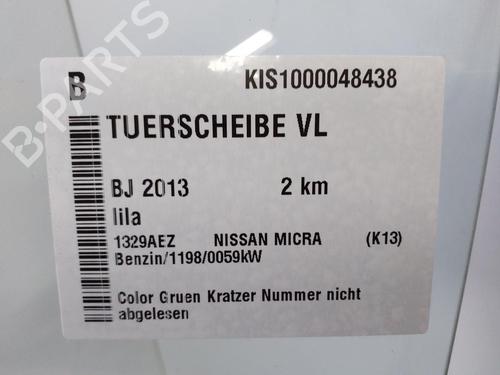 B KIS1000048438
TUERSCHEIBE VL
BJ 2013 2 km
lila
1329AEZ NISSAN MICRA (K13)
Benzin/1198/0059kW
Color Gruen Kratzer Nummer nicht
abgelesen
B-PARTS